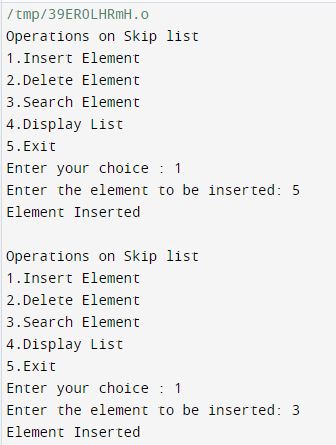 /tmp/39EROLHRmH.o
Operations on Skip list
1.Insert Element
2.Delete Element
3.Search Element
4.Display List
5.Exit
Enter your choice : 1
Enter the element to be inserted: 5
Element Inserted
Operations on Skip list
1.Insert Element
2.Delete Element
3.Search Element
4.Display List
5.Exit
Enter your choice : 1
Enter the element to be inserted: 3
Element Inserted